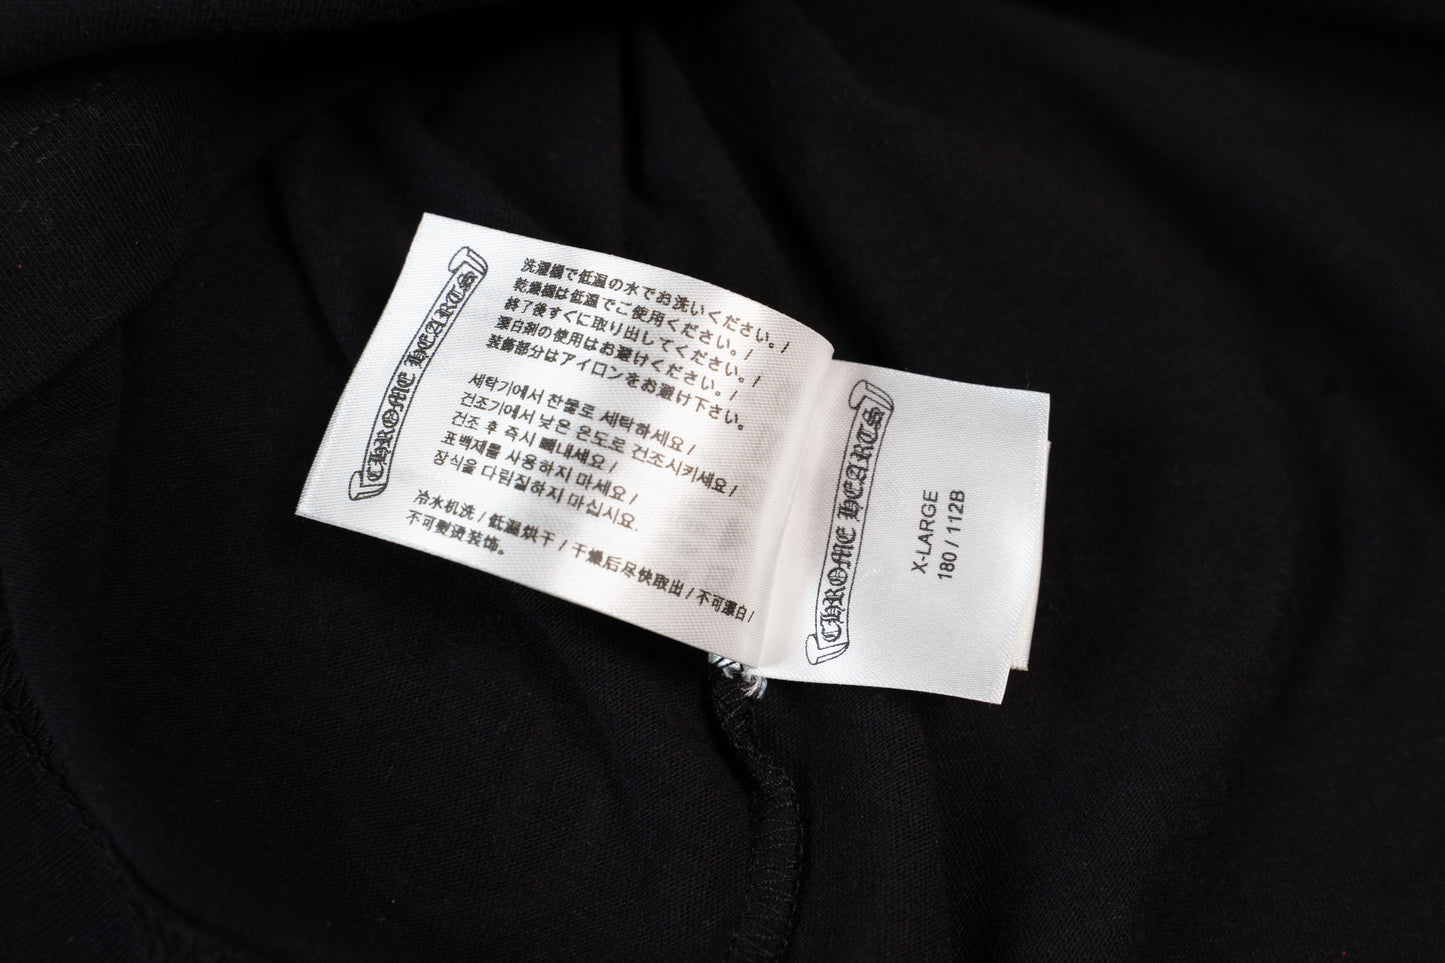 CHROME HEARTS
洗濯機で低温の水でお洗いください。/
乾燥機は低温でご使用ください。/
終了後すぐに取り出してください。/
漂白剤の使用はお避けください。/
装飾部分はアイロンをお避け下さい。
세탁기에서 찬물로 세탁하세요 /
건조기에서 낮은 온도로 건조시키세요 /
건조 후 즉시 빼내세요 /
표백제를 사용하지 마세요 /
장식을 다림질하지 마십시요.
冷水机洗 / 低温烘干 / 干燥后尽快取出 / 不可漂白 /
不可熨烫装饰。
CHROME HEARTS
X-LARGE
180 / 112B